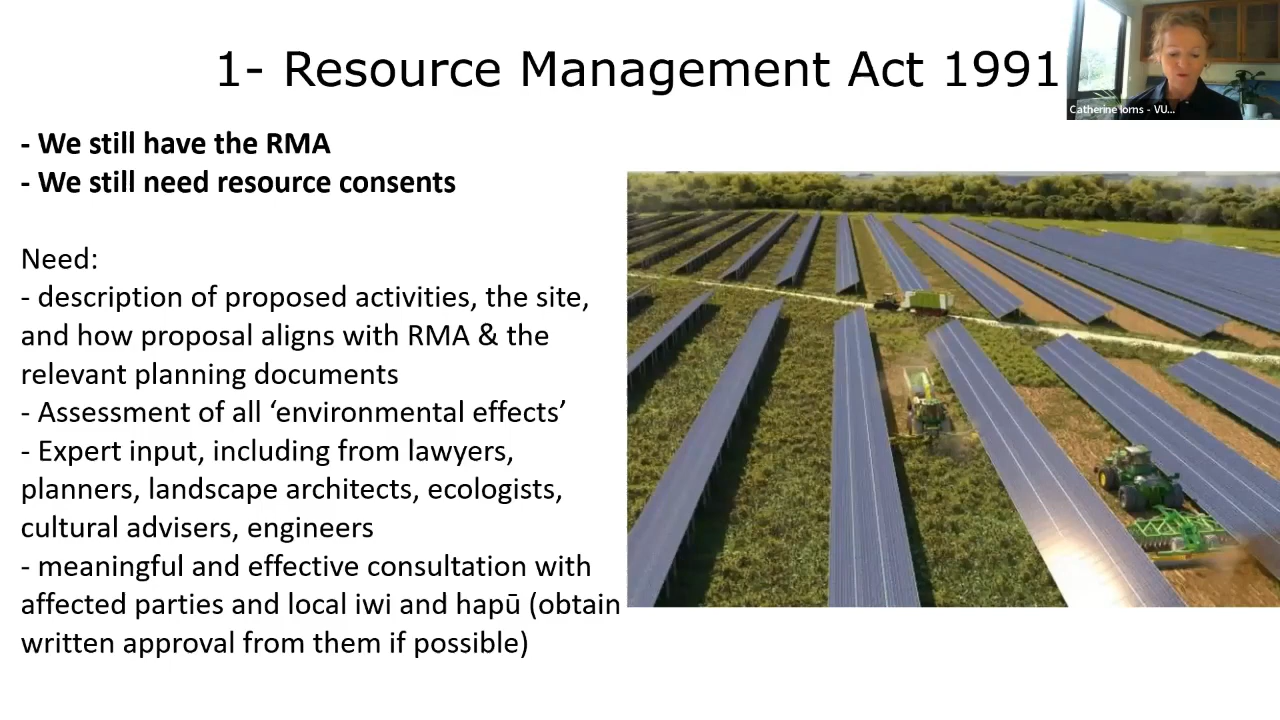 1- Resource Management Act 1991
Catherine Iorns - VU...
- We still have the RMA
- We still need resource consents
Need:
- description of proposed activities, the site,
and how proposal aligns with RMA & the
relevant planning documents
- Assessment of all ‘environmental effects’
- Expert input, including from lawyers,
planners, landscape architects, ecologists,
cultural advisers, engineers
- meaningful and effective consultation with
affected parties and local iwi and hapū (obtain
written approval from them if possible)